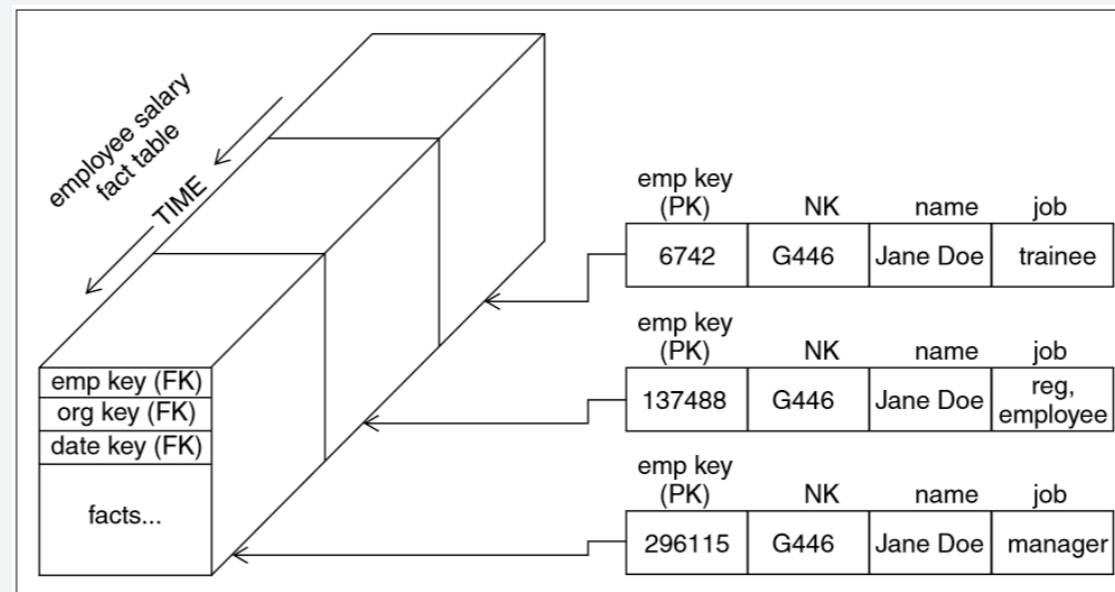 employee salary
fact table
TIME
emp key (FK)
org key (FK)
date key (FK)
facts...
emp key
(PK) NK name job
6742 G446 Jane Doe trainee
emp key
(PK) NK name job
137488 G446 Jane Doe reg,
employee
emp key
(PK) NK name job
296115 G446 Jane Doe manager